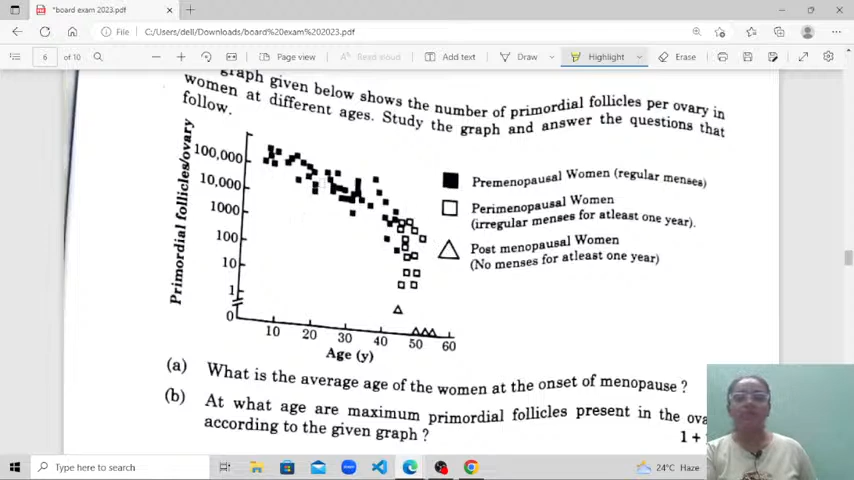 *board exam 2023.pdf
File
C:/Users/dell/Downloads/board%20exam%202023.pdf
6 of 10
Page view
Read aloud
Add text
Draw
Highlight
Erase
graph given below shows the number of primordial follicles per ovary in
women at different ages. Study the graph and answer the questions that
follow.
Primordial follicles/ovary
100,000
10,000
1000
100
10
1
0
10 20 30 40 50 60
Age (y)
Premenopausal Women (regular menses)
Perimenopausal Women
(irregular menses for atleast one year).
Post menopausal Women
(No menses for atleast one year)
(a) What is the average age of the women at the onset of menopause ?
(b) At what age are maximum primordial follicles present in the
according to the given graph ?
1 +
Type here to search
24°C Haze